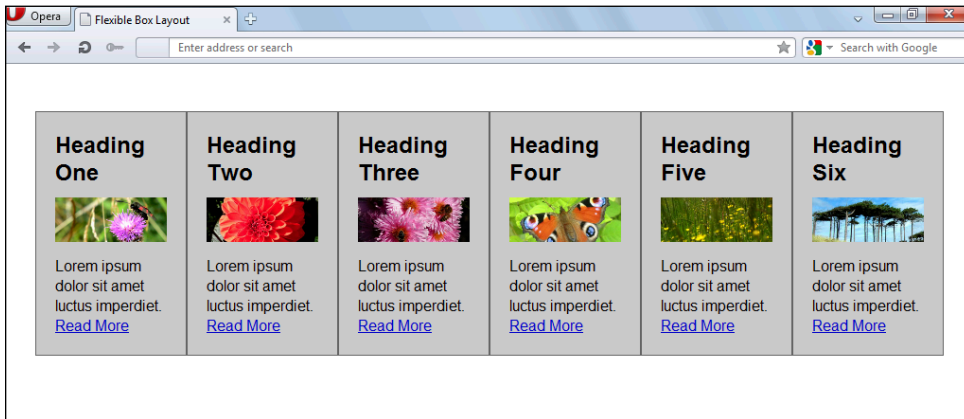 Opera
Flexible Box Layout
Enter address or search
Search with Google
Heading
One
Lorem ipsum
dolor sit amet
luctus imperdiet.
Read More
Heading
Two
Lorem ipsum
dolor sit amet
luctus imperdiet.
Read More
Heading
Three
Lorem ipsum
dolor sit amet
luctus imperdiet.
Read More
Heading
Four
Lorem ipsum
dolor sit amet
luctus imperdiet.
Read More
Heading
Five
Lorem ipsum
dolor sit amet
luctus imperdiet.
Read More
Heading
Six
Lorem ipsum
dolor sit amet
luctus imperdiet.
Read More